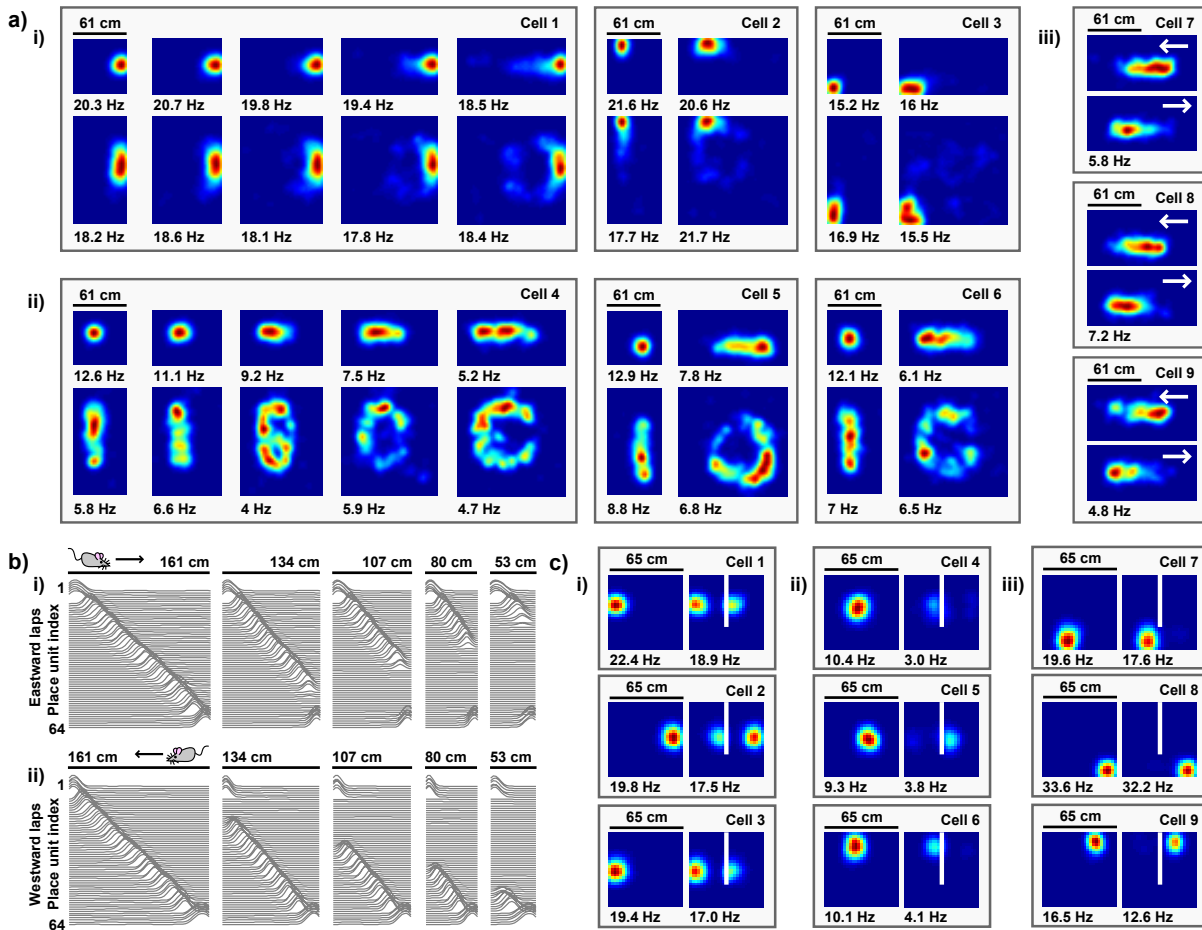 a)
i)
61 cm Cell 1
20.3 Hz 20.7 Hz 19.8 Hz 19.4 Hz 18.5 Hz
18.2 Hz 18.6 Hz 18.1 Hz 17.8 Hz 18.4 Hz
61 cm Cell 2
21.6 Hz 20.6 Hz
17.7 Hz 21.7 Hz
61 cm Cell 3
15.2 Hz 16 Hz
16.9 Hz 15.5 Hz
ii)
61 cm Cell 4
12.6 Hz 11.1 Hz 9.2 Hz 7.5 Hz 5.2 Hz
5.8 Hz 6.6 Hz 4 Hz 5.9 Hz 4.7 Hz
61 cm Cell 5
12.9 Hz 7.8 Hz
8.8 Hz 6.8 Hz
61 cm Cell 6
12.1 Hz 6.1 Hz
7 Hz 6.5 Hz
iii)
61 cm Cell 7
5.8 Hz
Cell 8
61 cm
7.2 Hz
Cell 9
61 cm
4.8 Hz
b)
161 cm 134 cm 107 cm 80 cm 53 cm
i)
1
Eastward laps
Place unit index
64
161 cm 134 cm 107 cm 80 cm 53 cm
ii)
1
Westward laps
Place unit index
64
c)
i)
65 cm Cell 1
22.4 Hz 18.9 Hz
65 cm Cell 2
19.8 Hz 17.5 Hz
65 cm Cell 3
19.4 Hz 17.0 Hz
ii)
65 cm Cell 4
10.4 Hz 3.0 Hz
65 cm Cell 5
9.3 Hz 3.8 Hz
65 cm Cell 6
10.1 Hz 4.1 Hz
iii)
65 cm Cell 7
19.6 Hz 17.6 Hz
65 cm Cell 8
33.6 Hz 32.2 Hz
65 cm Cell 9
16.5 Hz 12.6 Hz